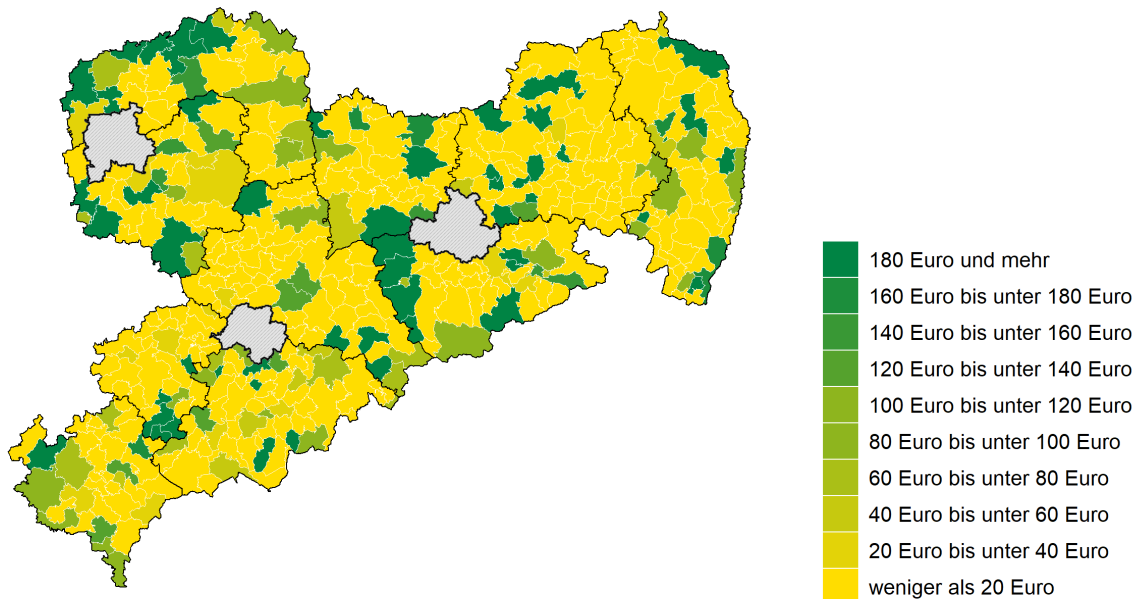 180 Euro und mehr
160 Euro bis unter 180 Euro
140 Euro bis unter 160 Euro
120 Euro bis unter 140 Euro
100 Euro bis unter 120 Euro
80 Euro bis unter 100 Euro
60 Euro bis unter 80 Euro
40 Euro bis unter 60 Euro
20 Euro bis unter 40 Euro
weniger als 20 Euro